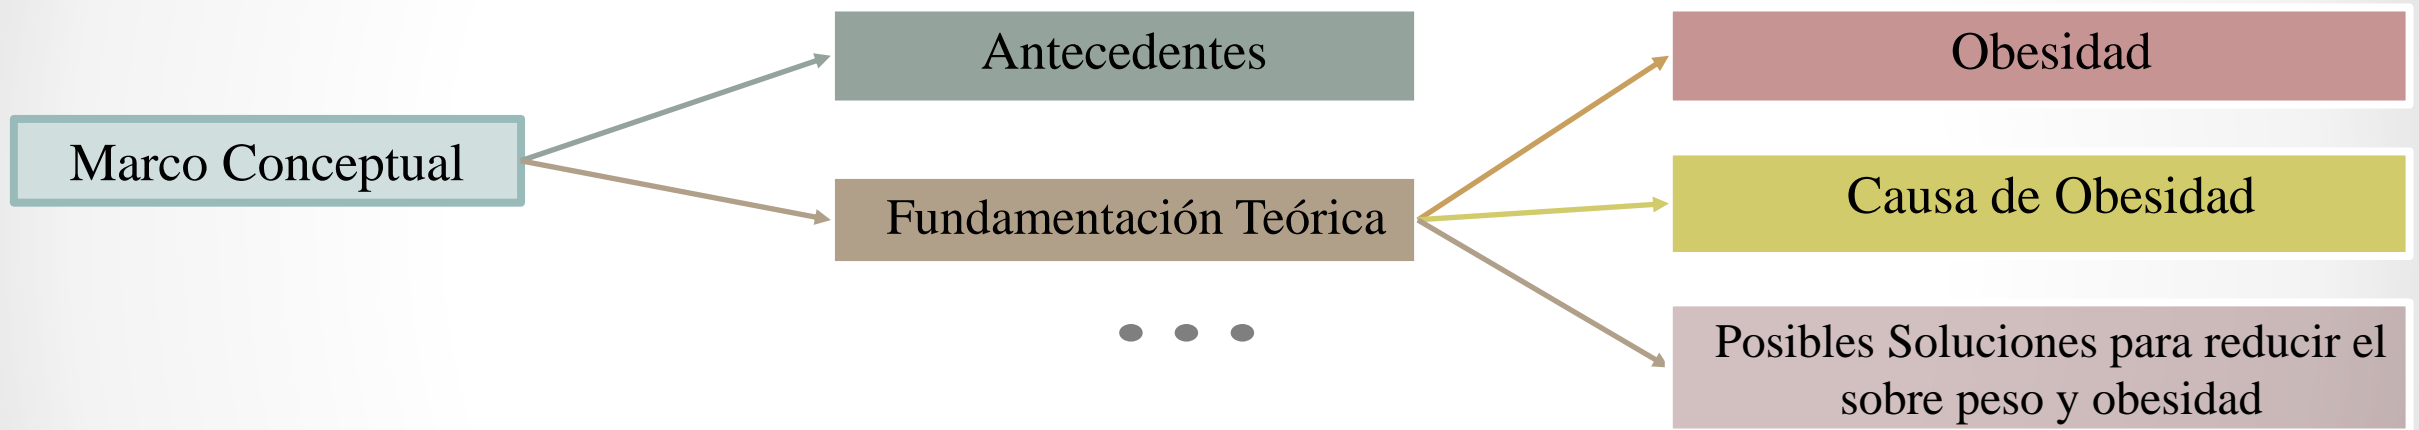 Marco Conceptual
Antecedentes
Fundamentación Teórica
Obesidad
Causa de Obesidad
Posibles Soluciones para reducir el
sobre peso y obesidad